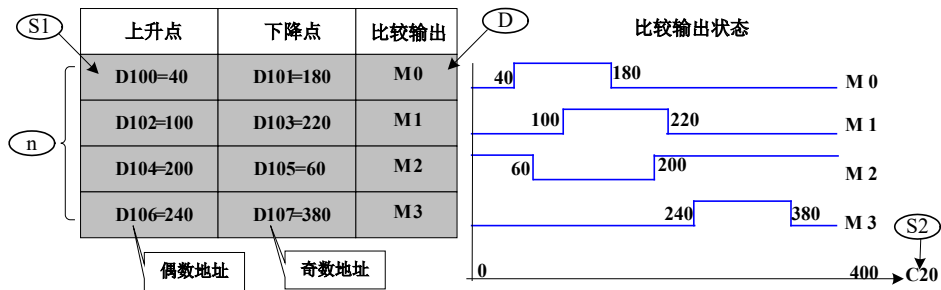 S1
上升点 下降点 比较输出
D
D100=40 D101=180 M0
D102=100 D103=220 M1
n
D104=200 D105=60 M2
D106=240 D107=380 M3
偶数地址 奇数地址
比较输出状态
40 180 M 0
100 220 M 1
60 200 M 2
240 380 M 3
S2
0 400 C20